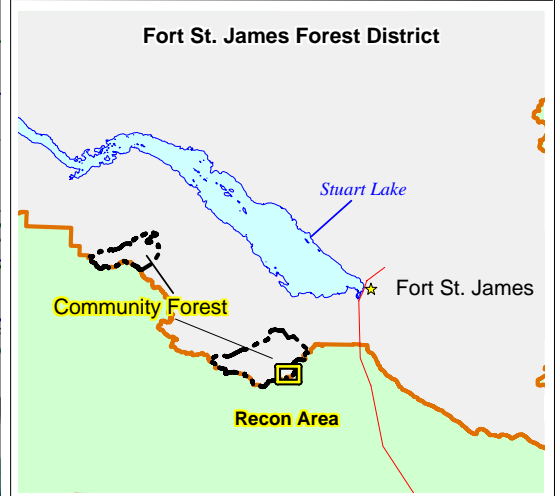 Fort St. James Forest District
Stuart Lake
Fort St. James
Community Forest
Recon Area